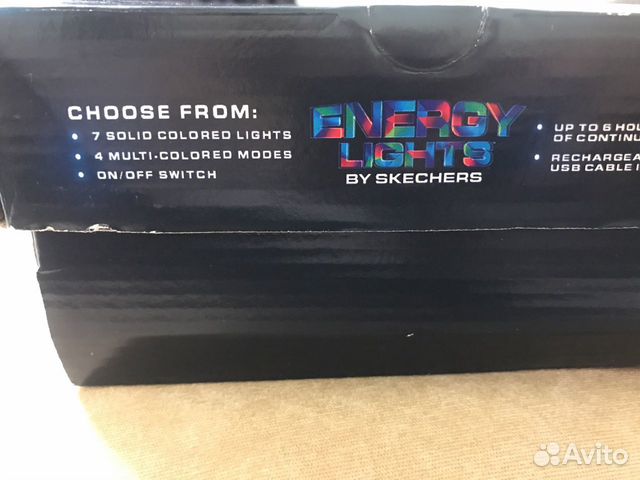 CHOOSE FROM:
• 7 SOLID COLORED LIGHTS
• 4 MULTI-COLORED MODES
• ON/OFF SWITCH
ENERGY
LIGHTS
BY SKECHERS
• UP TO 6 HOU
OF CONTINU
• RECHARGEA
USB CABLE I
Avito